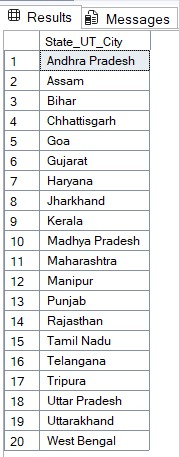 Results Messages
State_UT_City
1 Andhra Pradesh
2 Assam
3 Bihar
4 Chhattisgarh
5 Goa
6 Gujarat
7 Haryana
8 Jharkhand
9 Kerala
10 Madhya Pradesh
11 Maharashtra
12 Manipur
13 Punjab
14 Rajasthan
15 Tamil Nadu
16 Telangana
17 Tripura
18 Uttar Pradesh
19 Uttarakhand
20 West Bengal